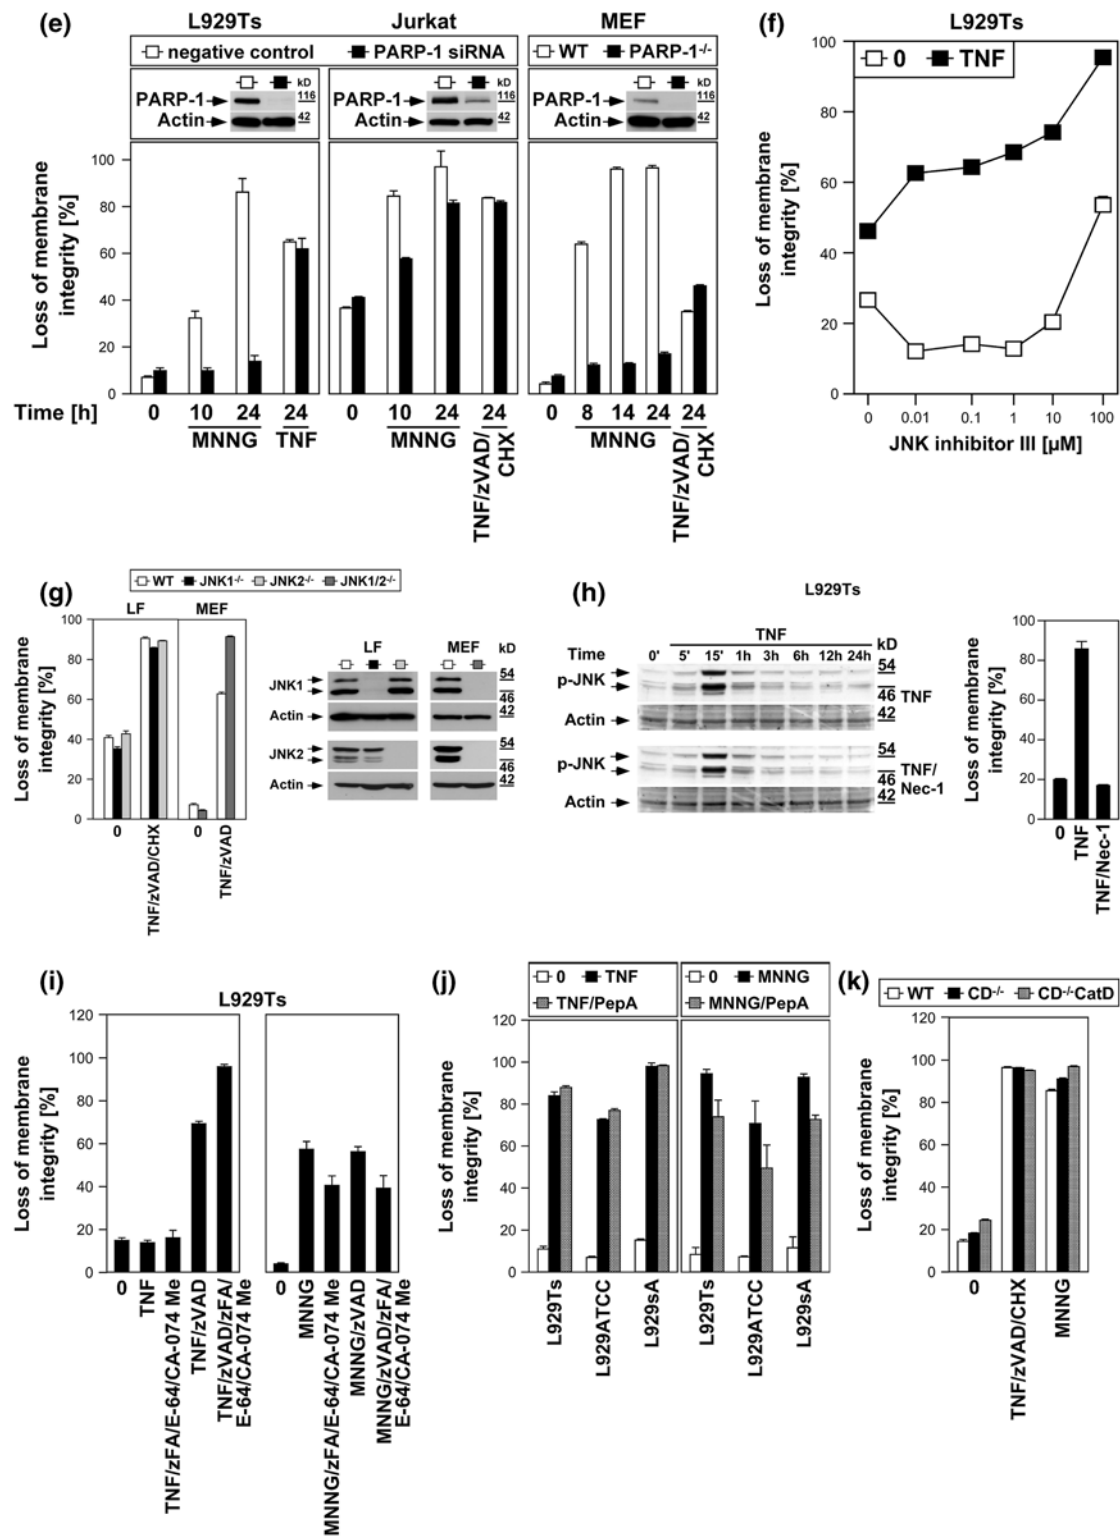 (e)
L929Ts Jurkat MEF
negative control PARP-1 siRNA WT PARP-1-/-
kD kD kD
PARP-1 116 PARP-1 116 PARP-1 116
Actin 42 Actin 42 Actin 42
Loss of membrane
integrity [%]
100
80
60
40
20
0
Time [h] 0 10 24 24 0 10 24 24 0 8 14 24 24
MNNG TNF MNNG TNF/zVAD/
CHX MNNG TNF/zVAD/
CHX
(f)
L929Ts
0 TNF
Loss of membrane
integrity [%]
100
80
60
40
20
0
0 0.01 0.1 1 10 100
JNK inhibitor III [µM]
(g)
WT JNK1-/- JNK2-/- JNK1/2-/-
LF MEF
Loss of membrane
integrity [%]
100
80
60
40
20
0
0 TNF/zVAD/CHX 0 TNF/zVAD
LF MEF kD
JNK1 54
46
Actin 42
JNK2 54
46
Actin 42
(h)
L929Ts
TNF
Time 0' 5' 15' 1h 3h 6h 12h 24h kD
p-JNK 54
46 TNF
Actin 42
p-JNK 54
46 TNF/
Nec-1
Actin 42
Loss of membrane
integrity [%]
100
80
60
40
20
0
0 TNF TNF/Nec-1
(i)
L929Ts
Loss of membrane
integrity [%]
120
100
80
60
40
20
0
0
TNF
TNF/zFA/E-64/CA-074 Me
TNF/zVAD
TNF/zVAD/zFA/
E-64/CA-074 Me
0
MNNG
MNNG/zFA/E-64/CA-074 Me
MNNG/zVAD
MNNG/zVAD/zFA/
E-64/CA-074 Me
(j)
0 TNF 0 MNNG
TNF/PepA MNNG/PepA
Loss of membrane
integrity [%]
120
100
80
60
40
20
0
L929Ts
L929ATCC
L929sA
L929Ts
L929ATCC
L929sA
(k)
WT CD-/- CD-/-CatD
Loss of membrane
integrity [%]
120
100
80
60
40
20
0
0
TNF/zVAD/CHX
MNNG